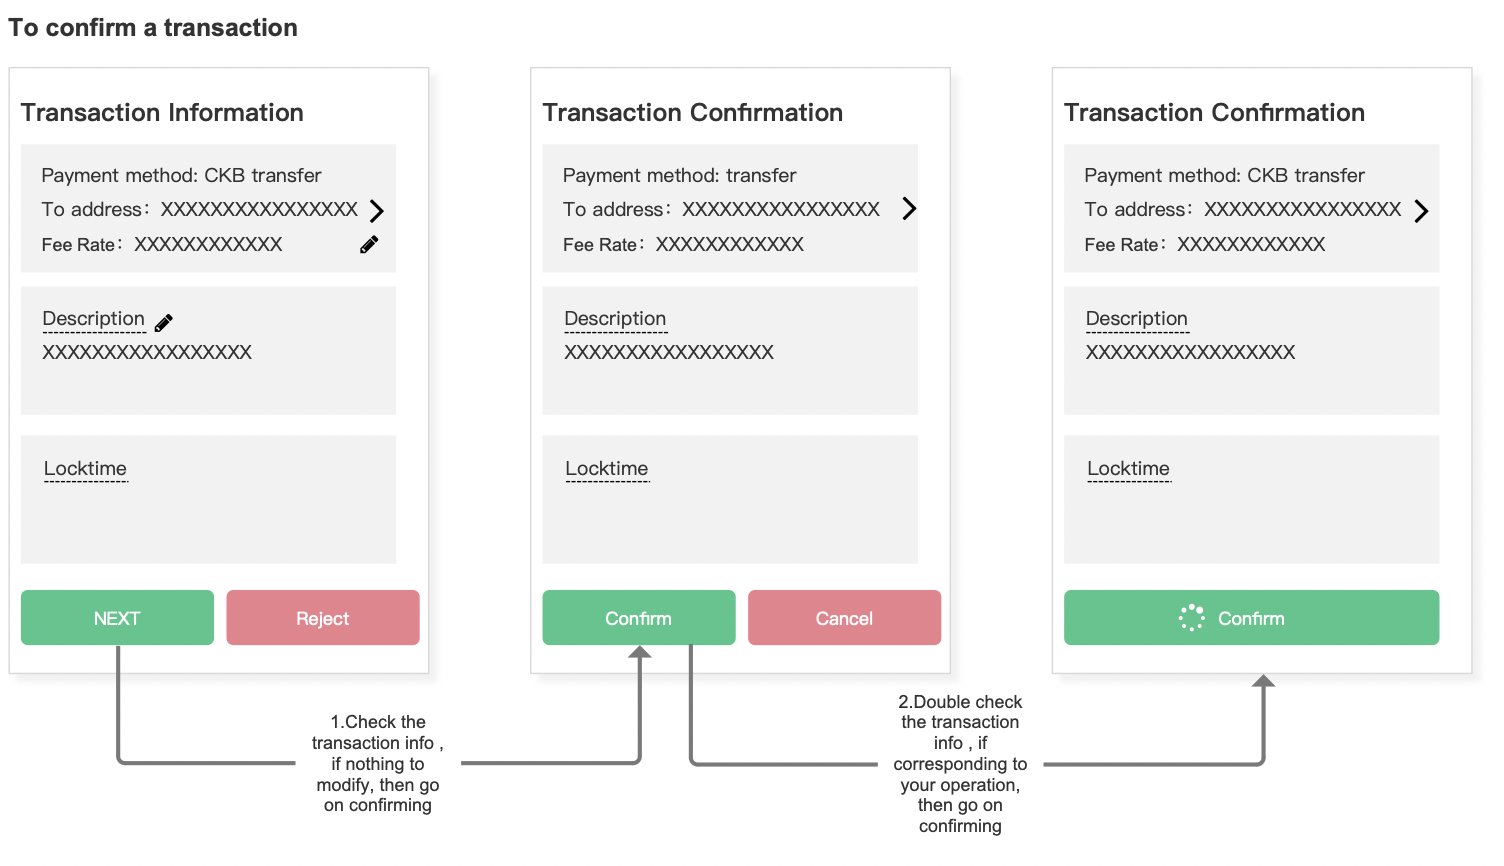 To confirm a transaction
Transaction Information
Payment method: CKB transfer
To address: XXXXXXXXXXXXXXXX
Fee Rate: XXXXXXXXXXXX
Description
XXXXXXXXXXXXXXXXX
Locktime
NEXT
Reject
Transaction Confirmation
Payment method: transfer
To address: XXXXXXXXXXXXXXXX
Fee Rate: XXXXXXXXXXXX
Description
XXXXXXXXXXXXXXXXX
Locktime
Confirm
Cancel
Transaction Confirmation
Payment method: CKB transfer
To address: XXXXXXXXXXXXXXXX
Fee Rate: XXXXXXXXXXXX
Description
XXXXXXXXXXXXXXXXX
Locktime
Confirm
1.Check the
transaction info ,
if nothing to
modify, then go
on confirming
2.Double check
the transaction
info , if
corresponding to
your operation,
then go on
confirming